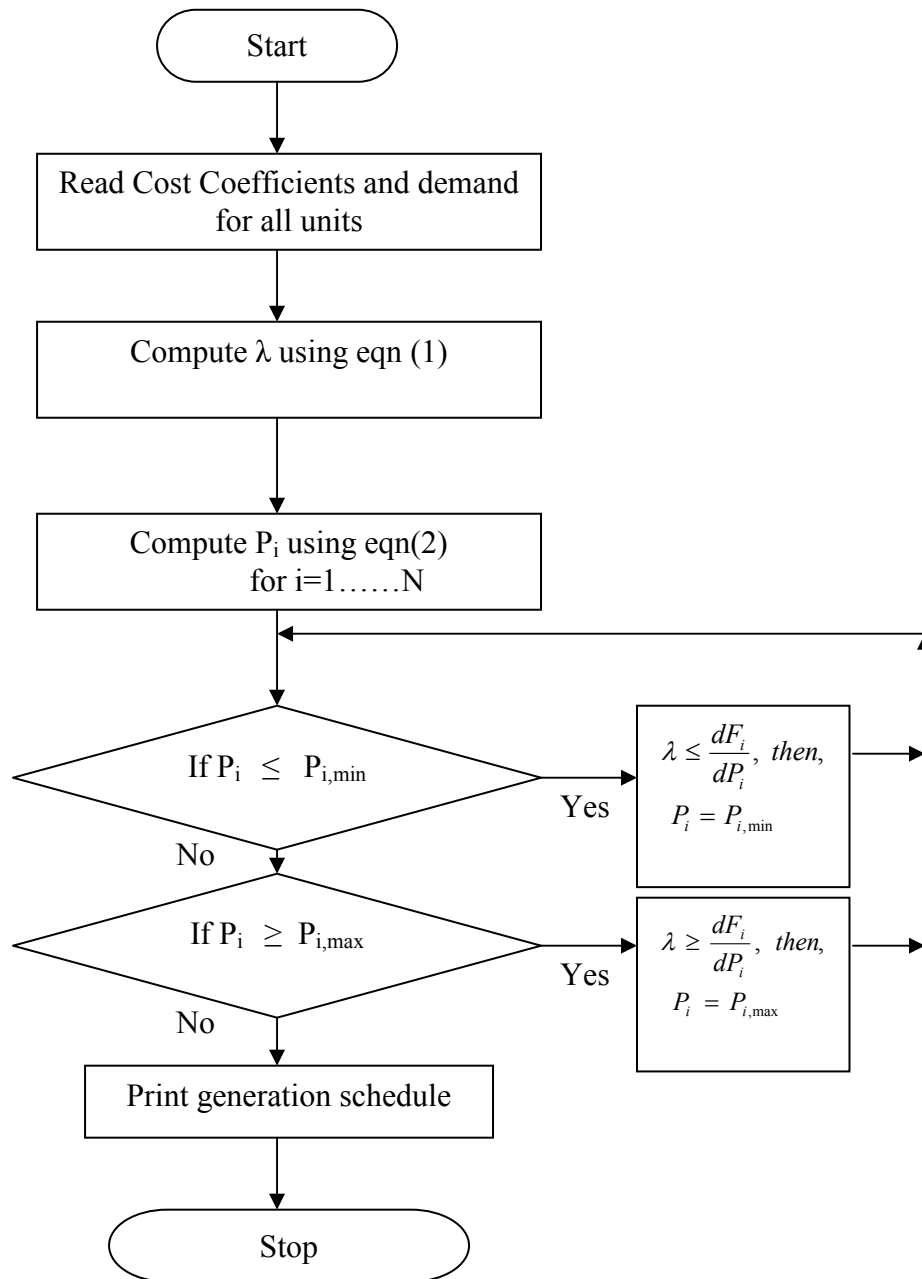 Start
Read Cost Coefficients and demand
for all units
Compute λ using eqn (1)
Compute Pᵢ using eqn(2)
for i=1……N
If Pᵢ ≤ Pᵢ,min
Yes
λ ≤ dFᵢ/dPᵢ, then,
Pᵢ = Pᵢ,min
No
If Pᵢ ≥ Pᵢ,max
Yes
λ ≥ dFᵢ/dPᵢ, then,
Pᵢ = Pᵢ,max
No
Print generation schedule
Stop